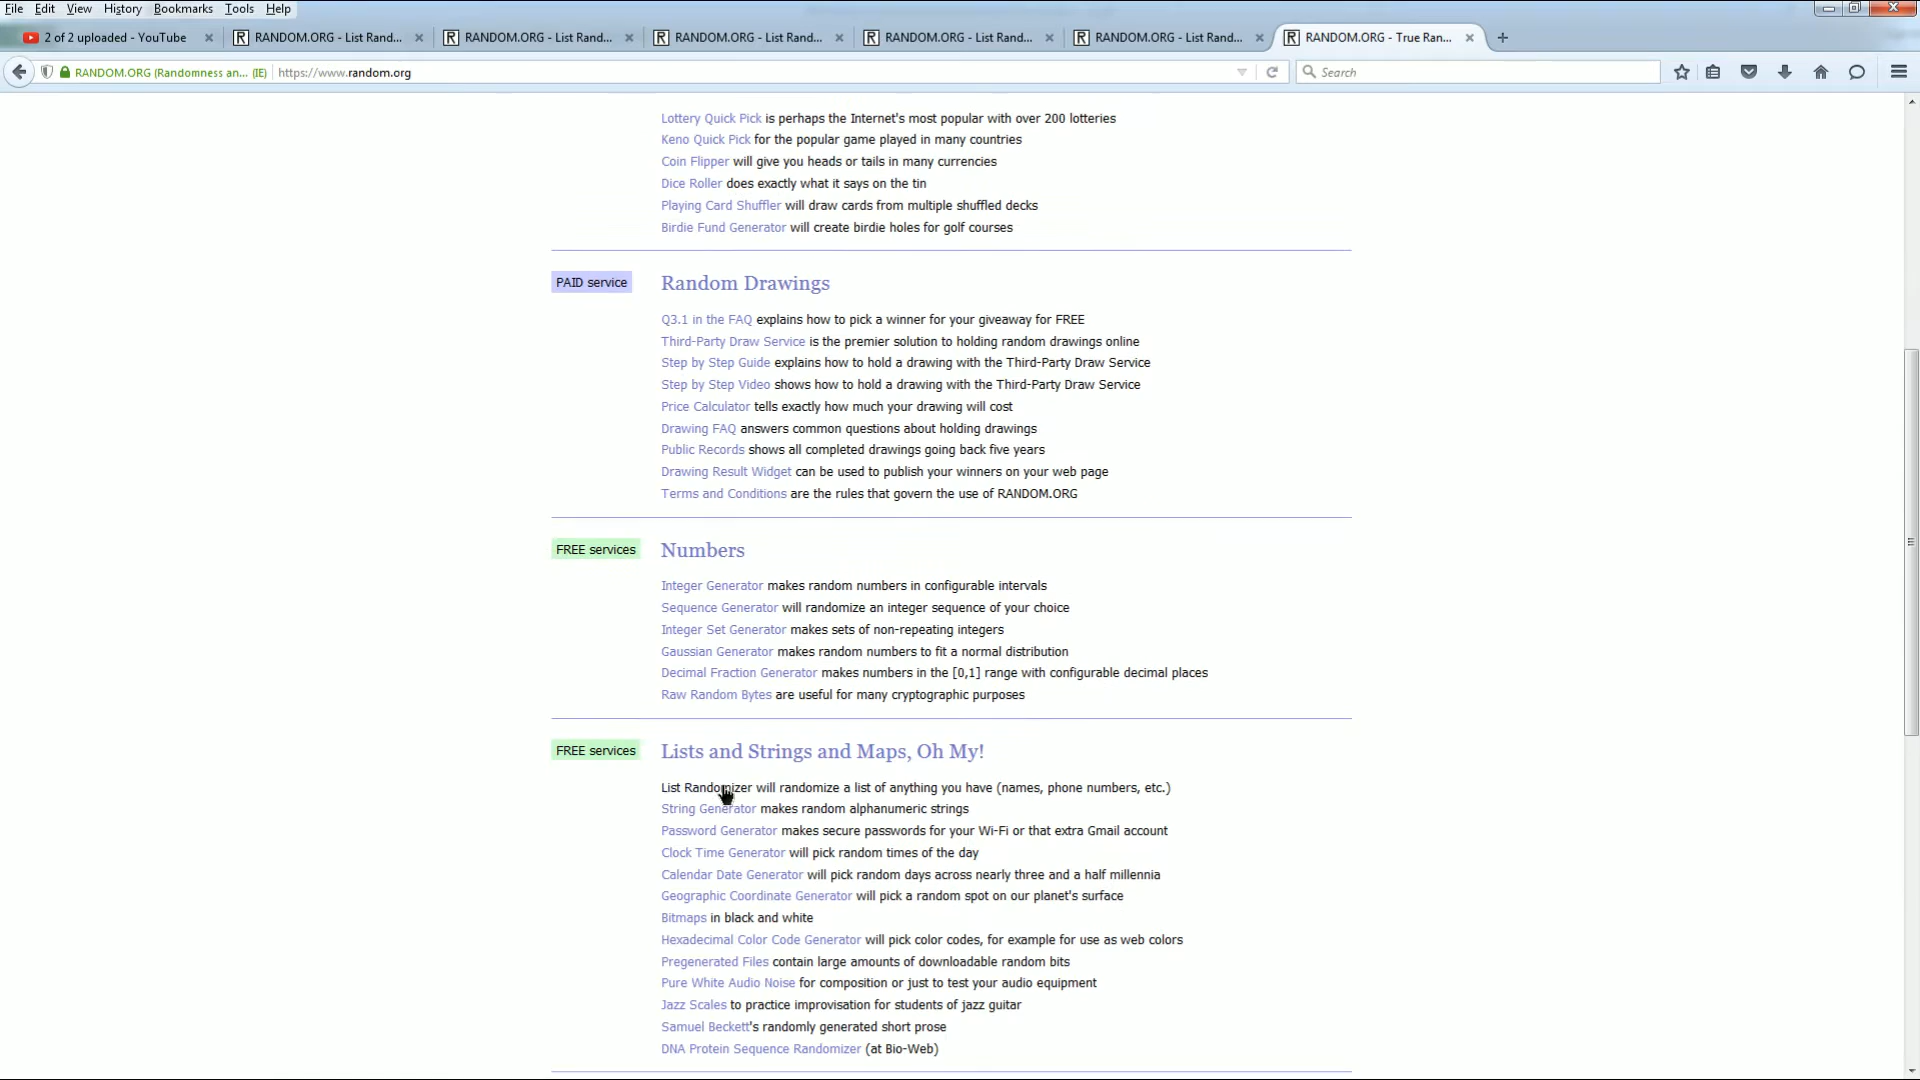 File Edit View History Bookmarks Tools Help
2 of 2 uploaded - YouTube
RANDOM.ORG - List Rand...
RANDOM.ORG - List Rand...
RANDOM.ORG - List Rand...
RANDOM.ORG - List Rand...
RANDOM.ORG - List Rand...
RANDOM.ORG - True Ran...
RANDOM.ORG (Randomness an... (IE) https://www.random.org Search
Lottery Quick Pick is perhaps the Internet's most popular with over 200 lotteries
Keno Quick Pick for the popular game played in many countries
Coin Flipper will give you heads or tails in many currencies
Dice Roller does exactly what it says on the tin
Playing Card Shuffler will draw cards from multiple shuffled decks
Birdie Fund Generator will create birdie holes for golf courses
PAID service Random Drawings
Q3.1 in the FAQ explains how to pick a winner for your giveaway for FREE
Third-Party Draw Service is the premier solution to holding random drawings online
Step by Step Guide explains how to hold a drawing with the Third-Party Draw Service
Step by Step Video shows how to hold a drawing with the Third-Party Draw Service
Price Calculator tells exactly how much your drawing will cost
Drawing FAQ answers common questions about holding drawings
Public Records shows all completed drawings going back five years
Drawing Result Widget can be used to publish your winners on your web page
Terms and Conditions are the rules that govern the use of RANDOM.ORG
FREE services Numbers
Integer Generator makes random numbers in configurable intervals
Sequence Generator will randomize an integer sequence of your choice
Integer Set Generator makes sets of non-repeating integers
Gaussian Generator makes random numbers to fit a normal distribution
Decimal Fraction Generator makes numbers in the [0,1] range with configurable decimal places
Raw Random Bytes are useful for many cryptographic purposes
FREE services Lists and Strings and Maps, Oh My!
List Randomizer will randomize a list of anything you have (names, phone numbers, etc.)
String Generator makes random alphanumeric strings
Password Generator makes secure passwords for your Wi-Fi or that extra Gmail account
Clock Time Generator will pick random times of the day
Calendar Date Generator will pick random days across nearly three and a half millennia
Geographic Coordinate Generator will pick a random spot on our planet's surface
Bitmaps in black and white
Hexadecimal Color Code Generator will pick color codes, for example for use as web colors
Pregenerated Files contain large amounts of downloadable random bits
Pure White Audio Noise for composition or just to test your audio equipment
Jazz Scales to practice improvisation for students of jazz guitar
Samuel Beckett's randomly generated short prose
DNA Protein Sequence Randomizer (at Bio-Web)